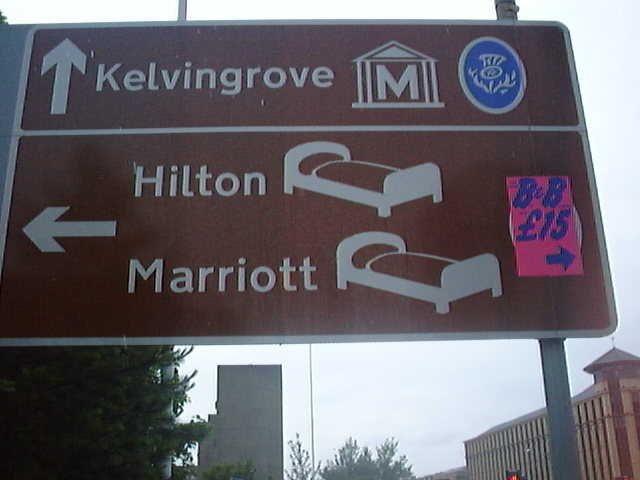 Kelvingrove M
Hilton
Marriott
B&B
£15